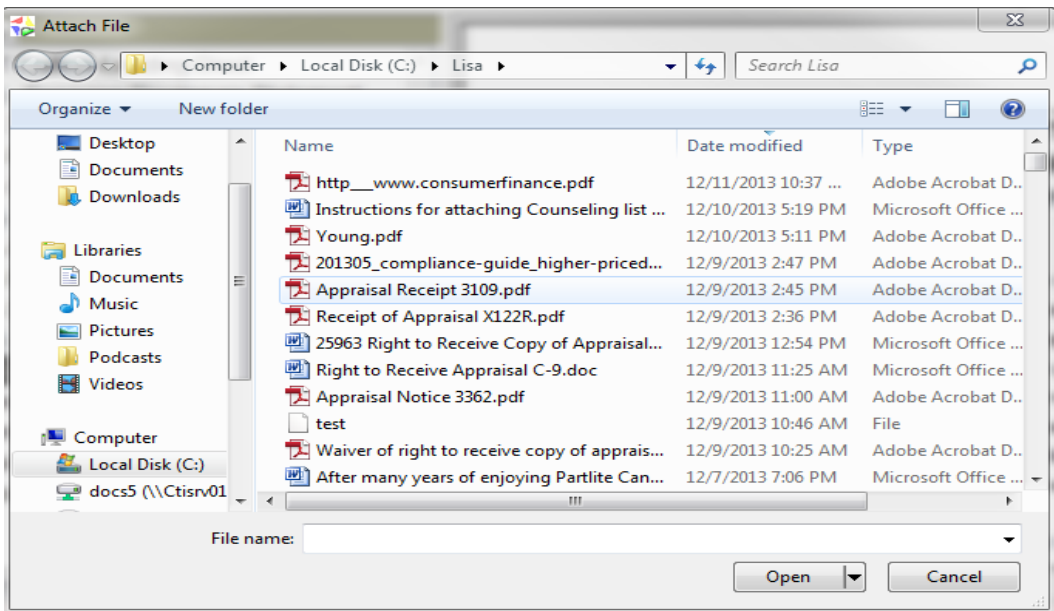 Attach File
Computer Local Disk (C:) Lisa Search Lisa
Organize New folder
Name Date modified Type
Desktop
Documents
Downloads
Libraries
Documents
Music
Pictures
Podcasts
Videos
Computer
Local Disk (C:)
docs5 (\\Ctisrv01
http__www.consumerfinance.pdf 12/11/2013 10:37 ... Adobe Acrobat D...
Instructions for attaching Counseling list ... 12/10/2013 5:19 PM Microsoft Office ...
Young.pdf 12/10/2013 5:11 PM Adobe Acrobat D...
201305_compliance-guide_higher-priced... 12/9/2013 2:47 PM Adobe Acrobat D...
Appraisal Receipt 3109.pdf 12/9/2013 2:45 PM Adobe Acrobat D...
Receipt of Appraisal X122R.pdf 12/9/2013 2:36 PM Adobe Acrobat D...
25963 Right to Receive Copy of Appraisal... 12/9/2013 12:54 PM Microsoft Office ...
Right to Receive Appraisal C-9.doc 12/9/2013 11:25 AM Microsoft Office ...
Appraisal Notice 3362.pdf 12/9/2013 11:00 AM Adobe Acrobat D...
test 12/9/2013 10:46 AM File
Waiver of right to receive copy of apprais... 12/9/2013 10:25 AM Adobe Acrobat D...
After many years of enjoying Partlite Can... 12/7/2013 7:06 PM Microsoft Office ...
File name:
Open Cancel